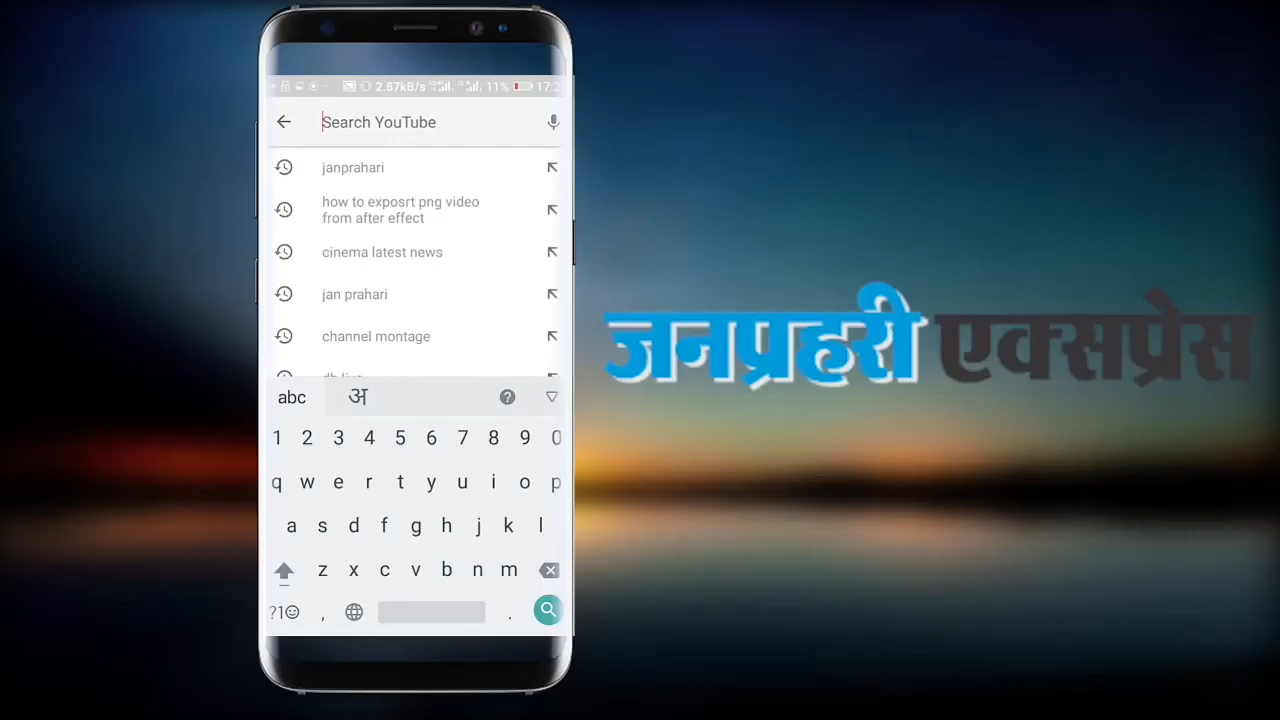 2.87kB/s 11% 17:2
Search YouTube
janprahari
how to exposrt png video
from after effect
cinema latest news
jan prahari
channel montage
abc अ
1 2 3 4 5 6 7 8 9 0
q w e r t y u i o p
a s d f g h j k l
z x c v b n m
?1☺ , .
जनप्रहरी एक्सप्रेस